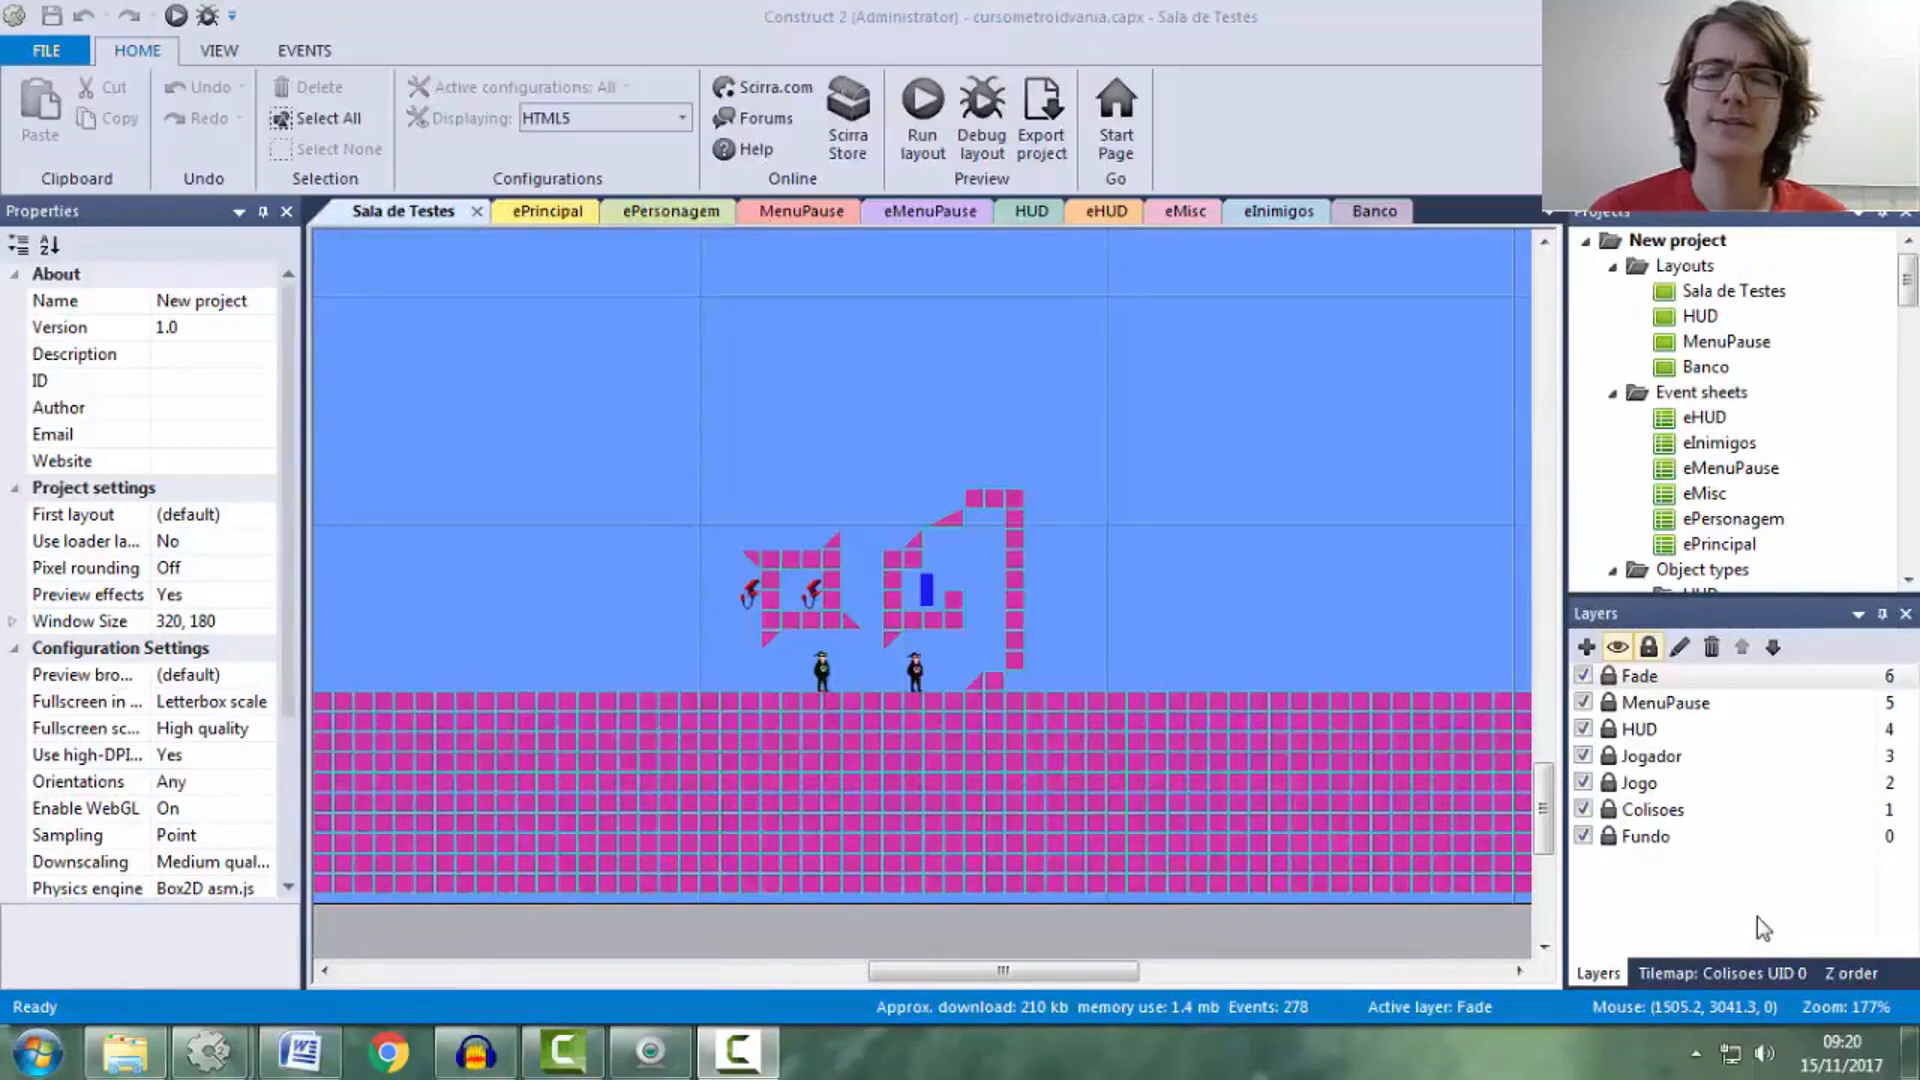 Construct 2 (Administrator) - cursometroidvania.capx - Sala de Testes
FILE HOME VIEW EVENTS
Paste
Cut
Copy
Clipboard
Undo
Redo
Undo
Delete
Select All
Select None
Selection
Active configurations: All
Displaying: HTML5
Configurations
Scirra.com
Forums
Help
Scirra Store
Online
Run layout
Debug layout
Export project
Preview
Start Page
Go
Properties
Sala de Testes ePrincipal ePersonagem MenuPause eMenuPause HUD eHUD eMisc eInimigos Banco
About
Name New project
Version 1.0
Description
ID
Author
Email
Website
Project settings
First layout (default)
Use loader la... No
Pixel rounding Off
Preview effects Yes
Window Size 320, 180
Configuration Settings
Preview bro... (default)
Fullscreen in ... Letterbox scale
Fullscreen sc... High quality
Use high-DPI... Yes
Orientations Any
Enable WebGL On
Sampling Point
Downscaling Medium qual...
Physics engine Box2D asm.js
Projects
New project
Layouts
Sala de Testes
HUD
MenuPause
Banco
Event sheets
eHUD
eInimigos
eMenuPause
eMisc
ePersonagem
ePrincipal
Object types
Layers
Fade 6
MenuPause 5
HUD 4
Jogador 3
Jogo 2
Colisoes 1
Fundo 0
Layers Tilemap: Colisoes UID 0 Z order
Ready Approx. download: 210 kb memory use: 1.4 mb Events: 278 Active layer: Fade Mouse: (1505.2, 3041.3, 0) Zoom: 177%
09:20
15/11/2017